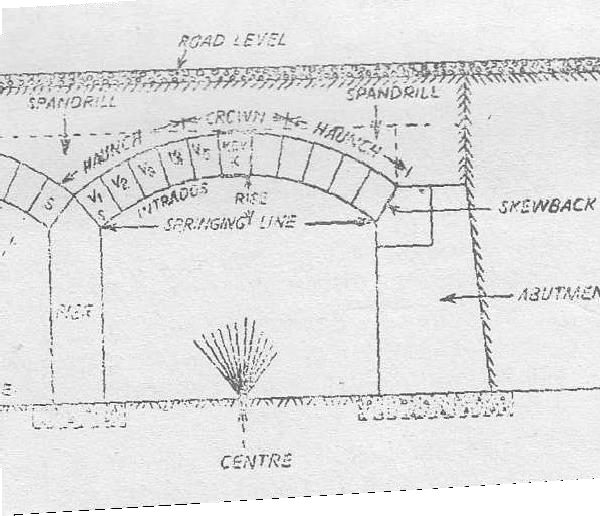 ROAD LEVEL
SPANDRILL
SPANDRILL
CROWN
HAUNCH
HAUNCH
V1
V2
V3
V4
V5
KEY
K
S
S
INTRADOS
RISE
SPRINGING LINE
SKEWBACK
PIER
ABUTMEN
E
CENTRE